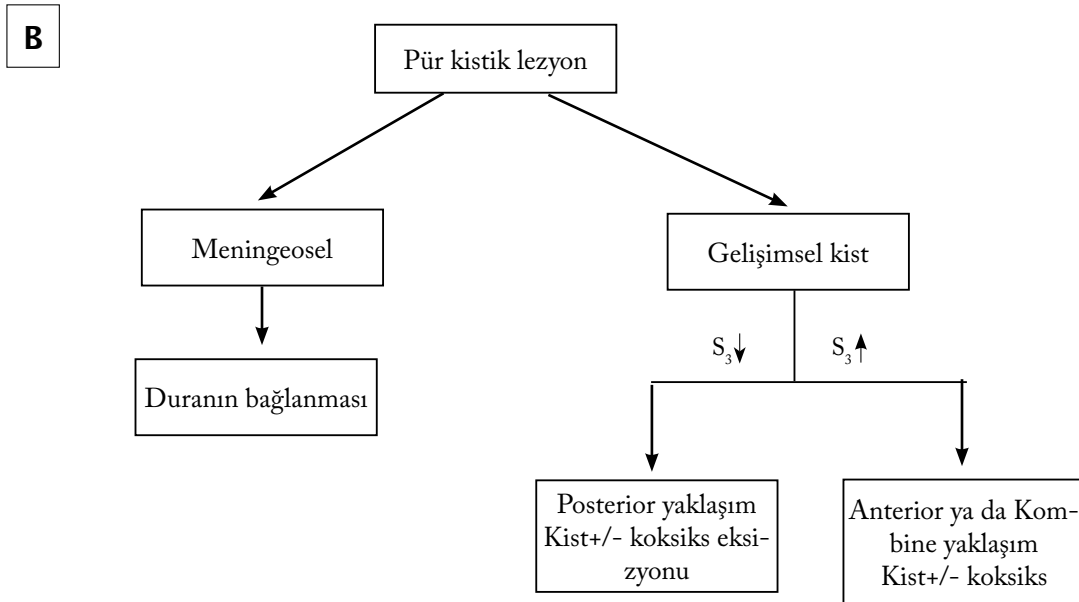 B
Pür kistik lezyon
Meningeosel
Gelişimsel kist
S₃↓
S₃↑
Duranın bağlanması
Posterior yaklaşım
Kist+/- koksiks eksi-
zyonu
Anterior ya da Kom-
bine yaklaşım
Kist+/- koksiks